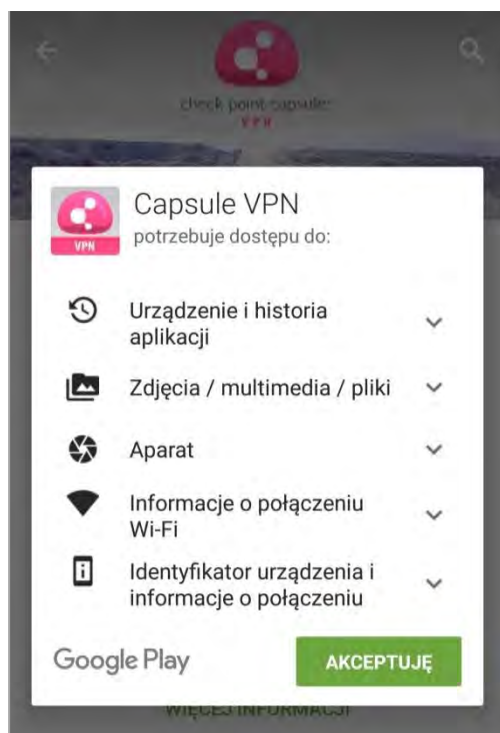 check point capsule
VPN
VPN
Capsule VPN
potrzebuje dostępu do:
Urządzenie i historia
aplikacji
Zdjęcia / multimedia / pliki
Aparat
Informacje o połączeniu
Wi-Fi
Identyfikator urządzenia i
informacje o połączeniu
Google Play
AKCEPTUJĘ
WIĘCEJ INFORMACJI